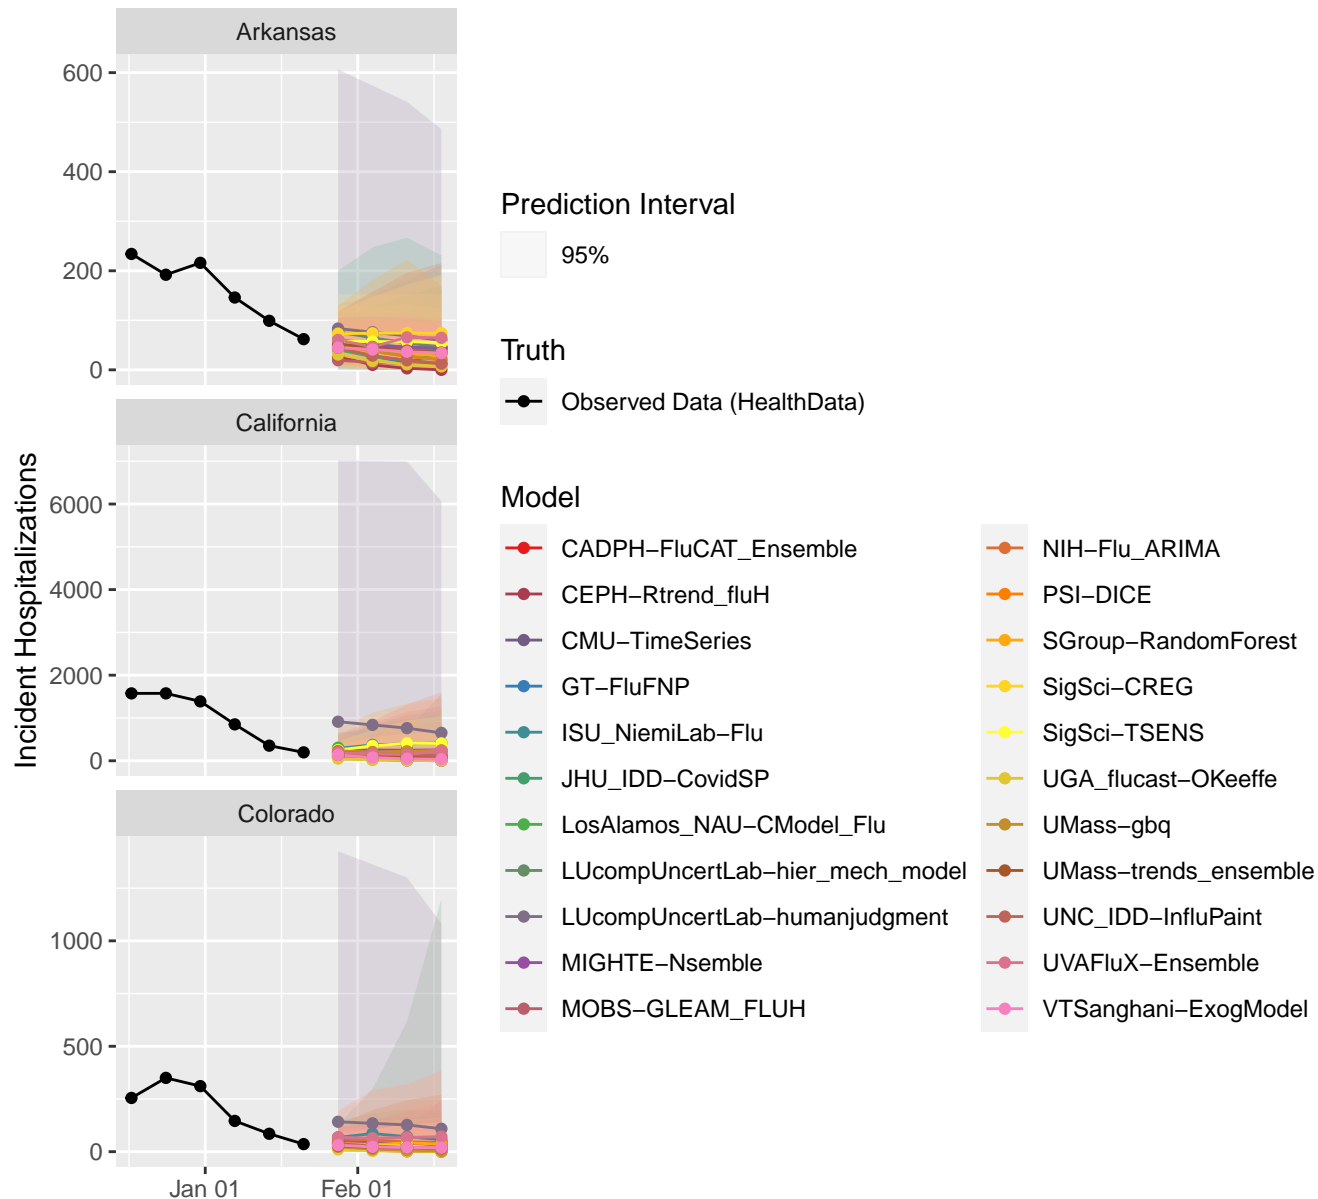 Arkansas
600
400
200
0
California
6000
4000
2000
0
Colorado
1000
500
0
Jan 01
Feb 01
Incident Hospitalizations
Prediction Interval
95%
Truth
Observed Data (HealthData)
Model
CADPH−FluCAT_Ensemble
CEPH−Rtrend_fluH
CMU−TimeSeries
GT−FluFNP
ISU_NiemiLab−Flu
JHU_IDD−CovidSP
LosAlamos_NAU−CModel_Flu
LUcompUncertLab−hier_mech_model
LUcompUncertLab−humanjudgment
MIGHTE−Nsemble
MOBS−GLEAM_FLUH
NIH−Flu_ARIMA
PSI−DICE
SGroup−RandomForest
SigSci−CREG
SigSci−TSENS
UGA_flucast−OKeeffe
UMass−gbq
UMass−trends_ensemble
UNC_IDD−InfluPaint
UVAFluX−Ensemble
VTSanghani−ExogModel